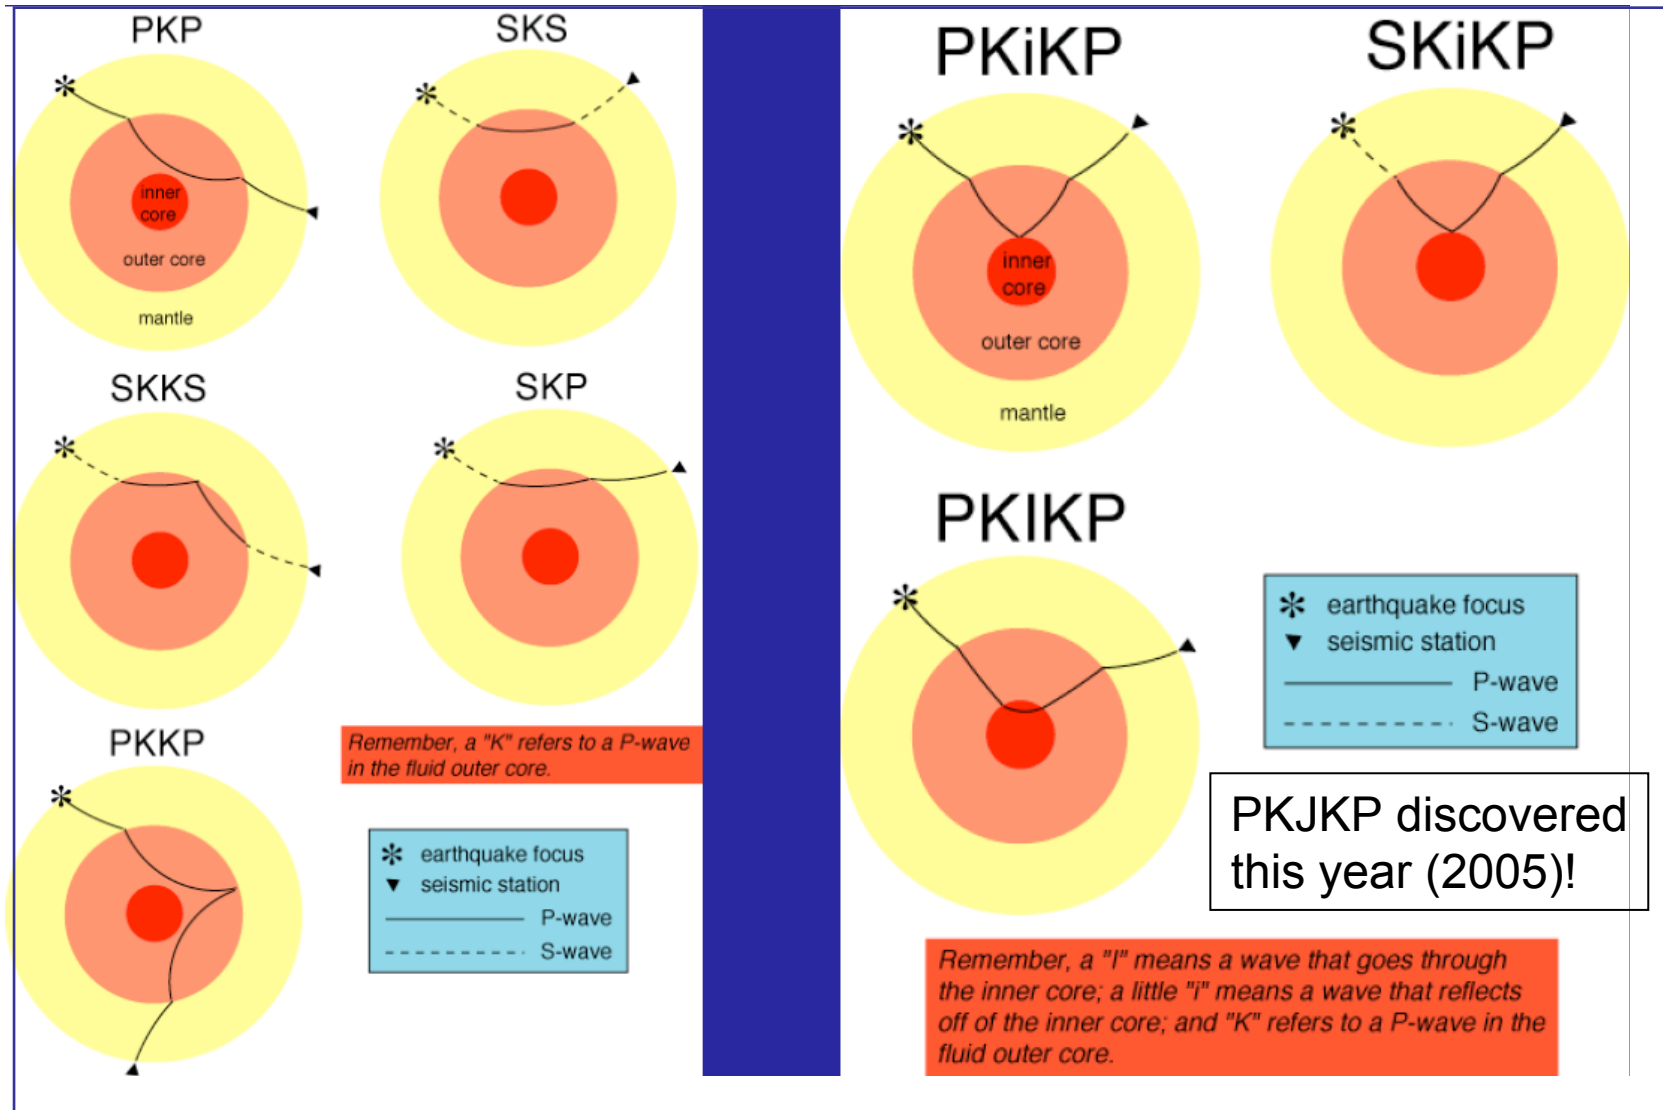 PKP
inner
core
outer core
mantle
SKS
SKKS
SKP
PKKP
Remember, a "K" refers to a P-wave
in the fluid outer core.
earthquake focus
seismic station
P-wave
S-wave
PKiKP
inner
core
outer core
mantle
SKiKP
PKIKP
earthquake focus
seismic station
P-wave
S-wave
PKJKP discovered
this year (2005)!
Remember, a "I" means a wave that goes through
the inner core; a little "i" means a wave that reflects
off of the inner core; and "K" refers to a P-wave in the
fluid outer core.